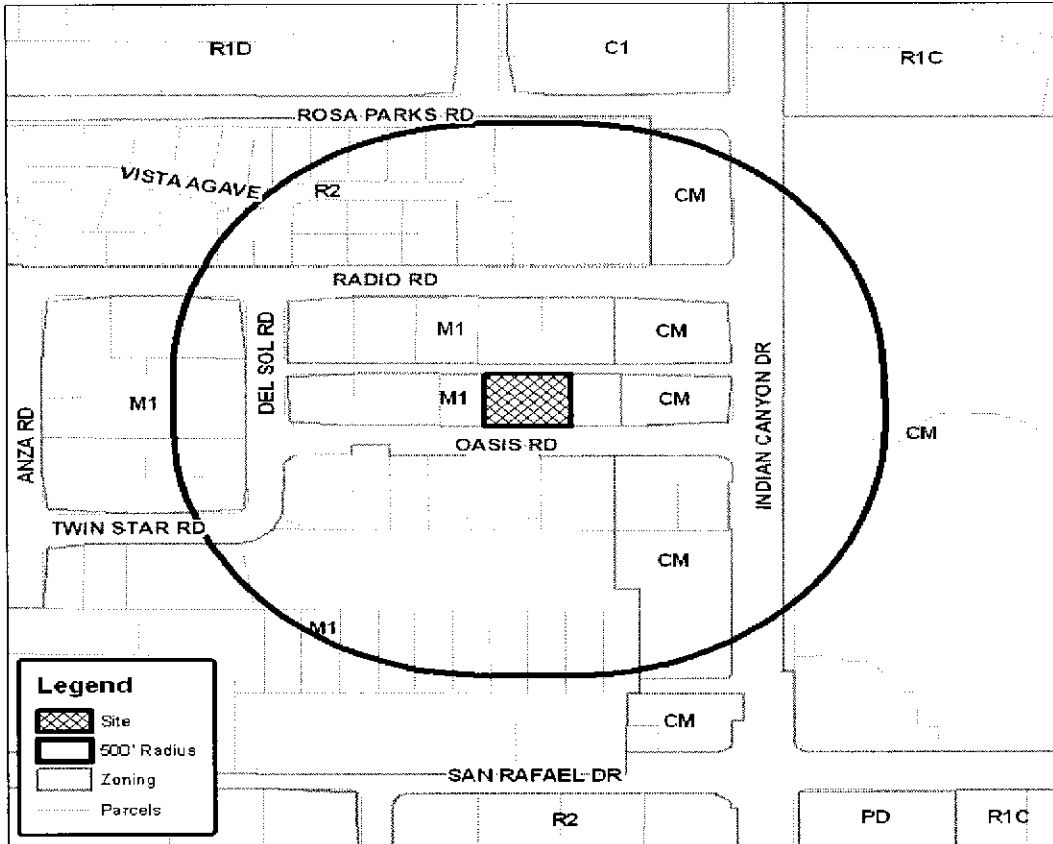 R1D
C1
R1C
ROSA PARKS RD
VISTA AGAVE
R2
CM
RADIO RD
M1
CM
DEL SOL RD
M1
M1
CM
ANZA RD
OASIS RD
INDIAN CANYON DR
CM
TWIN STAR RD
CM
M1
Legend
Site
500' Radius
Zoning
Parcels
CM
SAN RAFAEL DR
R2
PD
R1C